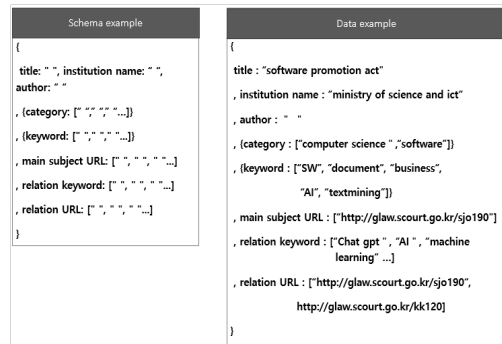 Schema example
{
title: " ", institution name: " ",
author: " "
, {category: [" "," "," "...]}
, {keyword: [" "," "," "...]}
, main subject URL: [" ", " ", " "...]
, relation keyword: [" ", " ", " "...]
, relation URL: [" ", " ", " "...]
}
Data example
{
title : "software promotion act"
, institution name : "ministry of science and ict"
, author : " "
, {category : ["computer science " ,"software"]}
, {keyword : ["SW", "document", "business",
"AI", "textmining"]}
, main subject URL : ["http://glaw.scourt.go.kr/sjo190"]
, relation keyword : ["Chat gpt " , "AI " , "machine
learning" ...]
, relation URL : ["http://glaw.scourt.go.kr/sjo190",
http://glaw.scourt.go.kr/kk120]
}